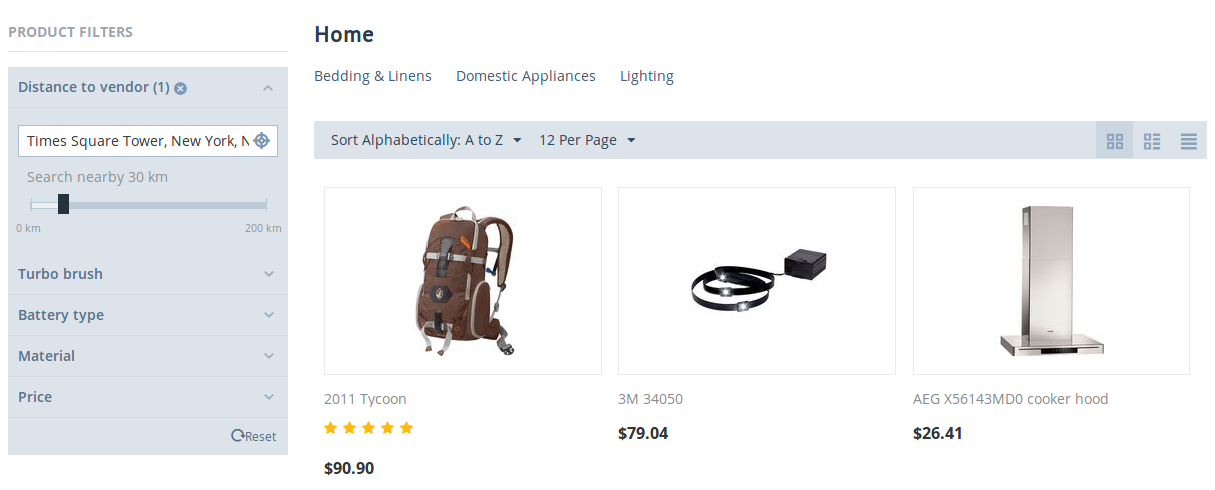 PRODUCT FILTERS
Distance to vendor (1)
Times Square Tower, New York, N
Search nearby 30 km
0 km 200 km
Turbo brush
Battery type
Material
Price
Reset
Home
Bedding & Linens Domestic Appliances Lighting
Sort Alphabetically: A to Z 12 Per Page
2011 Tycoon
$90.90
3M 34050
$79.04
AEG X56143MD0 cooker hood
$26.41